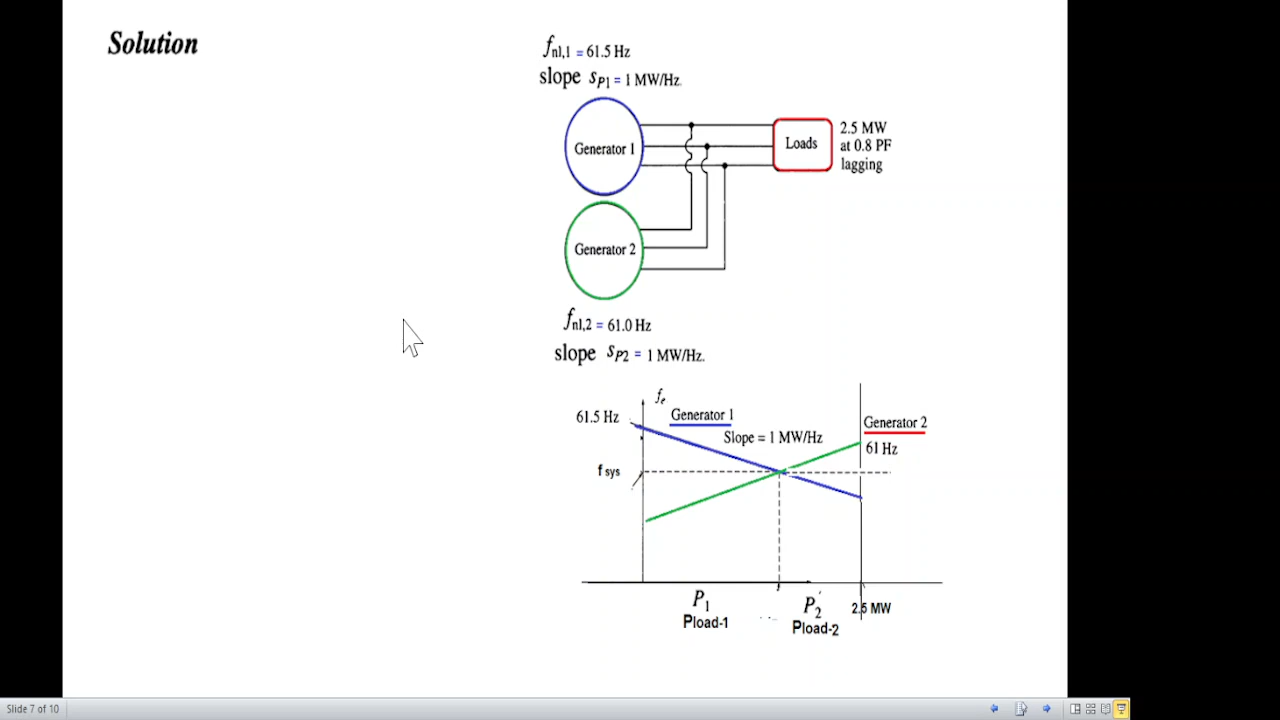 Solution
fnl,1 = 61.5 Hz
slope sP1 = 1 MW/Hz.
Generator 1
Loads
2.5 MW
at 0.8 PF
lagging
Generator 2
fnl,2 = 61.0 Hz
slope sP2 = 1 MW/Hz.
fe
61.5 Hz
Generator 1
Slope = 1 MW/Hz
Generator 2
61 Hz
f sys
P1
Pload-1
P2
Pload-2
2.5 MW
Slide 7 of 10